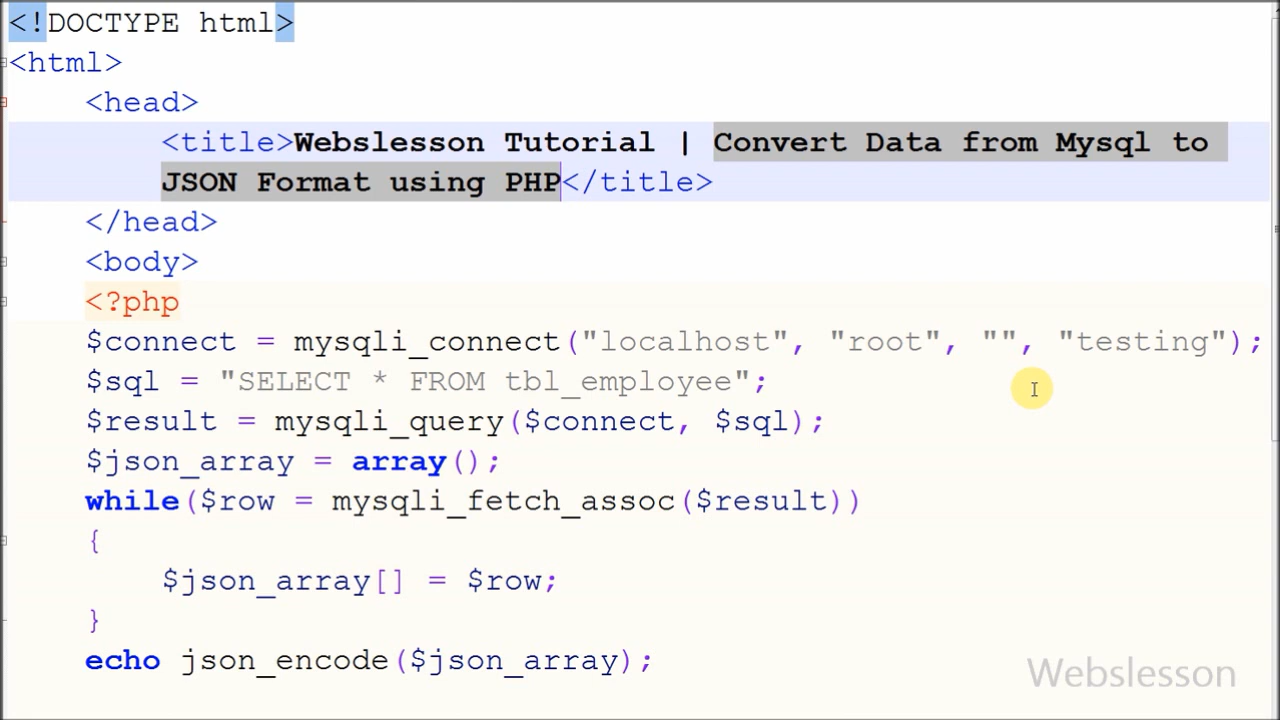 <!DOCTYPE html>
<html>
<head>
<title>Webslesson Tutorial | Convert Data from Mysql to
JSON Format using PHP</title>
</head>
<body>
<?php
$connect = mysqli_connect("localhost", "root", "", "testing");
$sql = "SELECT * FROM tbl_employee";
$result = mysqli_query($connect, $sql);
$json_array = array();
while($row = mysqli_fetch_assoc($result))
{
$json_array[] = $row;
}
echo json_encode($json_array);
Webslesson